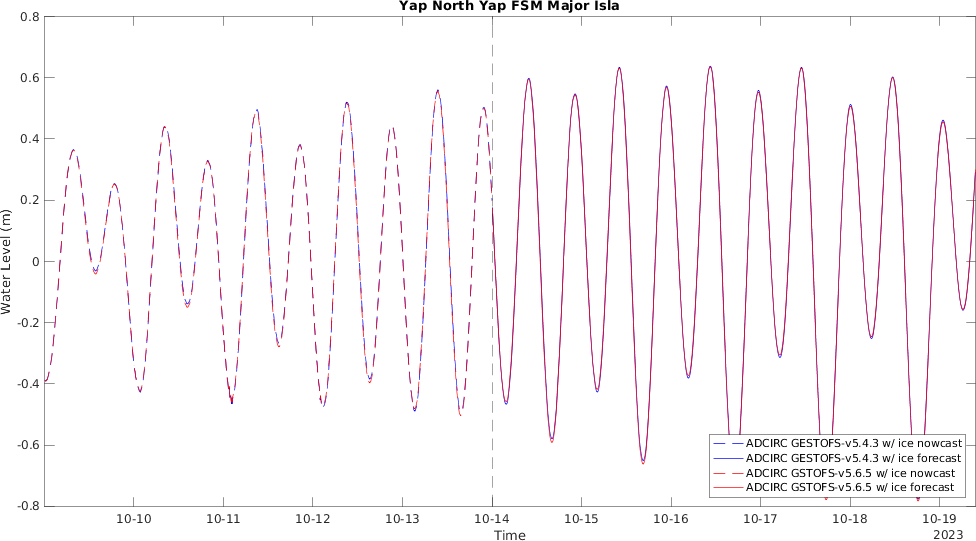 Yap North Yap FSM Major Isla
Water Level (m)
0.8
0.6
0.4
0.2
0
-0.2
-0.4
-0.6
-0.8
10-10
10-11
10-12
10-13
10-14
10-15
10-16
10-17
10-18
10-19
2023
Time
ADCIRC GESTOFS-v5.4.3 w/ ice nowcast
ADCIRC GESTOFS-v5.4.3 w/ ice forecast
ADCIRC GSTOFS-v5.6.5 w/ ice nowcast
ADCIRC GSTOFS-v5.6.5 w/ ice forecast